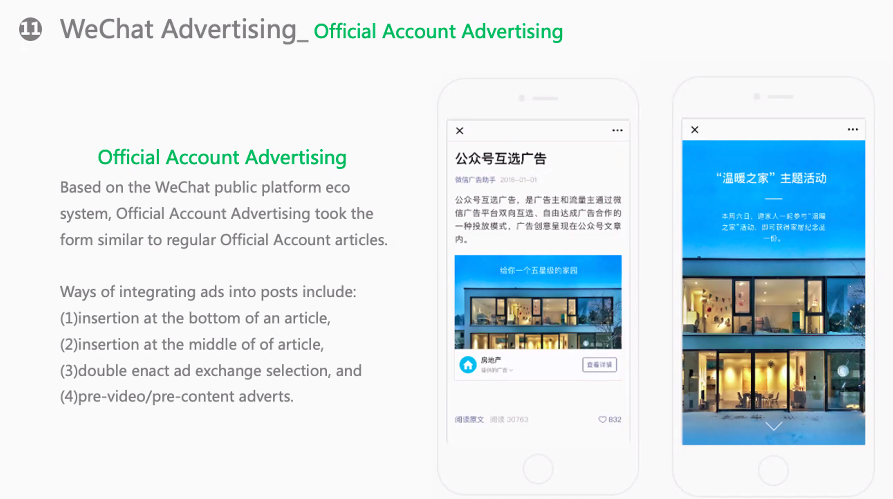 11 WeChat Advertising_ Official Account Advertising
Official Account Advertising
Based on the WeChat public platform eco
system, Official Account Advertising took the
form similar to regular Official Account articles.
Ways of integrating ads into posts include:
(1)insertion at the bottom of an article,
(2)insertion at the middle of of article,
(3)double enact ad exchange selection, and
(4)pre-video/pre-content adverts.
公众号互选广告
微信广告助手 2018-01-01
公众号互选广告，是广告主和流量主通过微
信广告平台双向互选、自由达成广告合作的
一种投放模式，广告创意呈现在公众号文章
内。
给你一个五星级的家园
房地产
提供的广告
查看详情
阅读原文 阅读 30763 632
“温暖之家”主题活动
本周六日，邀家人一起参与“温暖
之家”活动，即可获得家居纪念品
一份。